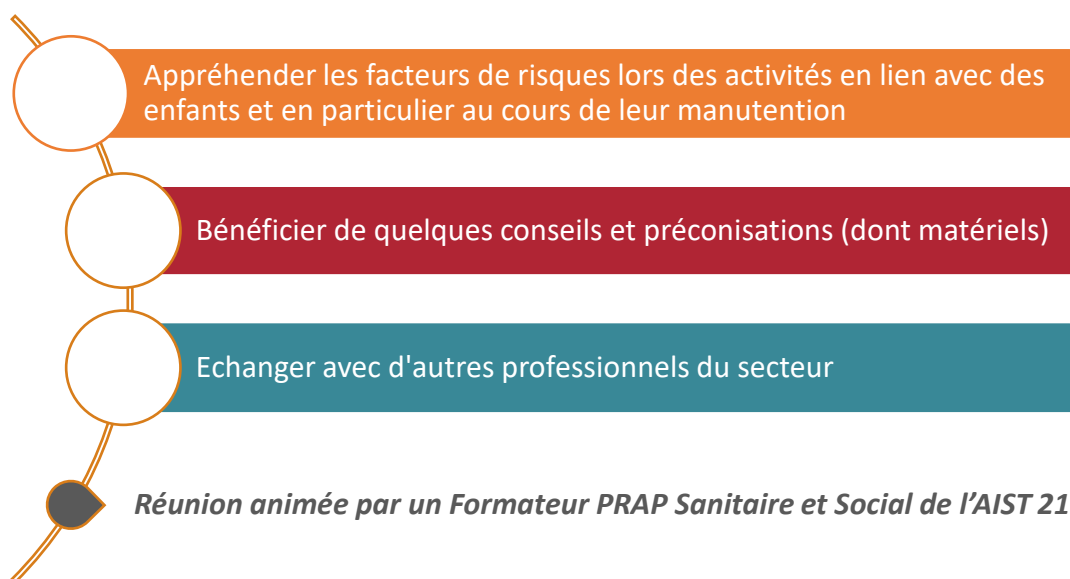 Appréhender les facteurs de risques lors des activités en lien avec des
enfants et en particulier au cours de leur manutention
Bénéficier de quelques conseils et préconisations (dont matériels)
Echanger avec d'autres professionnels du secteur
Réunion animée par un Formateur PRAP Sanitaire et Social de l’AIST 21